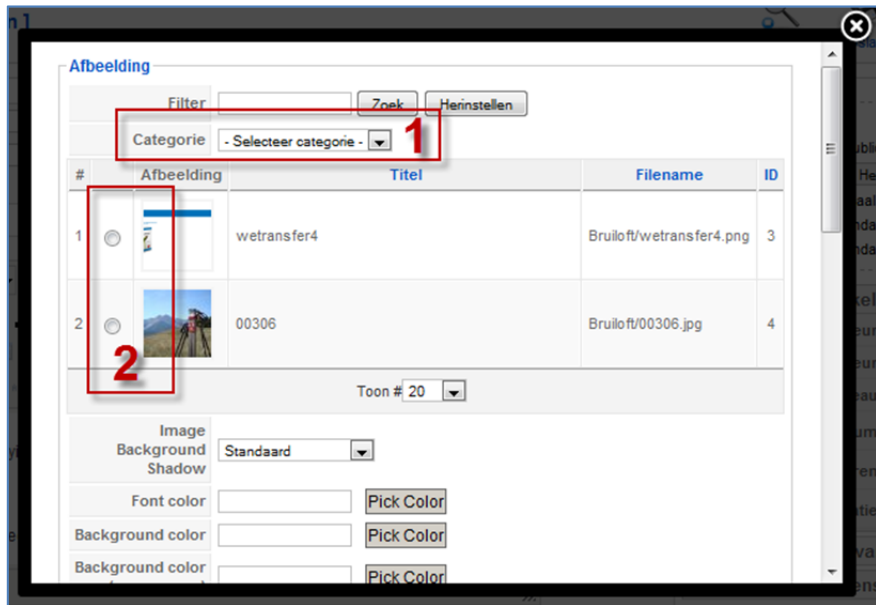 n ]
Afbeelding
Filter Zoek Herinstellen
Categorie - Selecteer categorie - 1
# Afbeelding Titel Filename ID
1 wetransfer4 Bruiloft/wetransfer4.png 3
2 00306 Bruiloft/00306.jpg 4
2
Toon # 20
Image
Background
Shadow
Standaard
Font color Pick Color
Background color Pick Color
Background color Pick Color